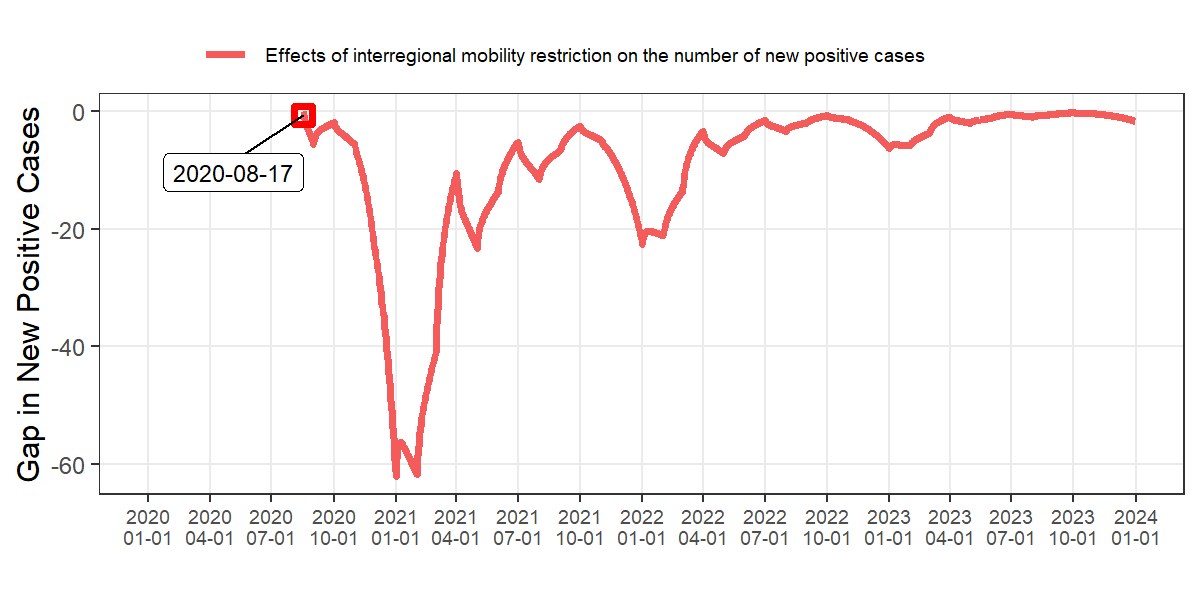 Effects of interregional mobility restriction on the number of new positive cases
Gap in New Positive Cases
0
-20
-40
-60
2020-08-17
2020 2020 2020 2020 2021 2021 2021 2021 2022 2022 2022 2022 2023 2023 2023 2023 2024
01-01 04-01 07-01 10-01 01-01 04-01 07-01 10-01 01-01 04-01 07-01 10-01 01-01 04-01 07-01 10-01 01-01